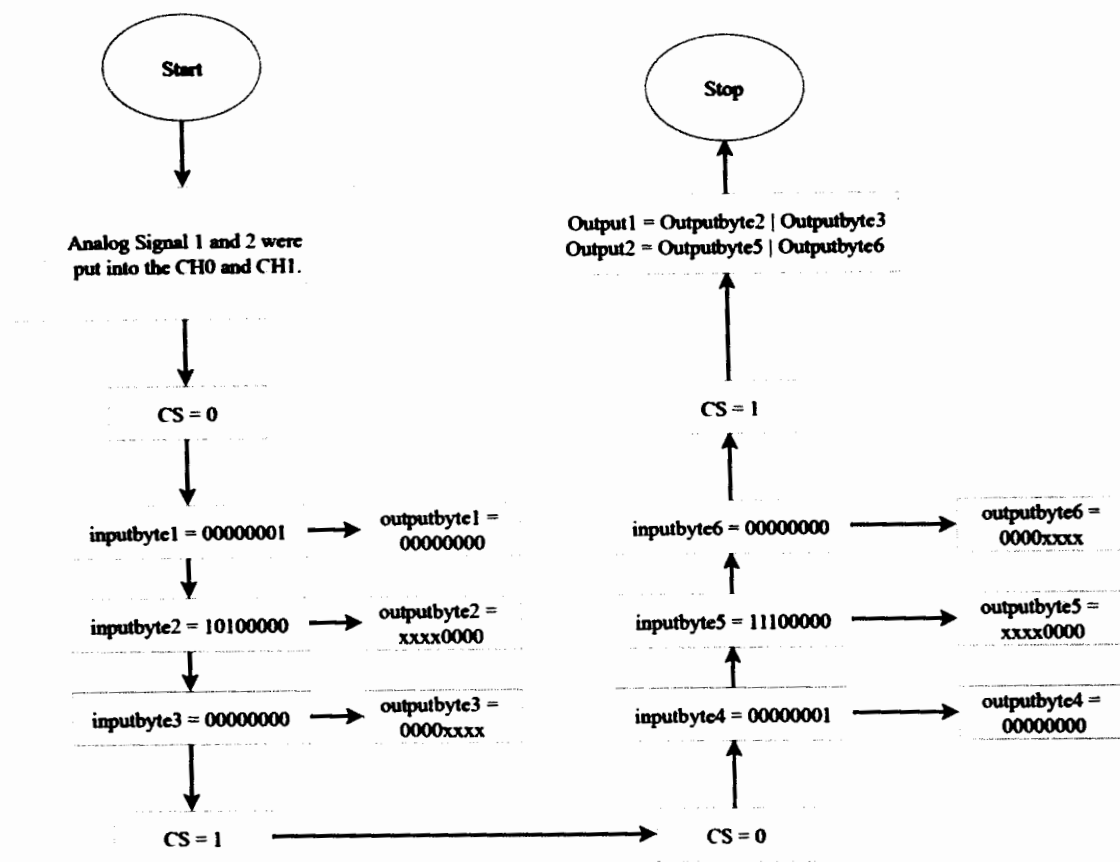 Start
Analog Signal 1 and 2 were
put into the CH0 and CH1.
CS = 0
inputbyte1 = 00000001
outputbyte1 =
00000000
inputbyte2 = 10100000
outputbyte2 =
xxxx0000
inputbyte3 = 00000000
outputbyte3 =
0000xxxx
CS = 1
CS = 0
inputbyte4 = 00000001
outputbyte4 =
00000000
inputbyte5 = 11100000
outputbyte5 =
xxxx0000
inputbyte6 = 00000000
outputbyte6 =
0000xxxx
CS = 1
Output1 = Outputbyte2 | Outputbyte3
Output2 = Outputbyte5 | Outputbyte6
Stop